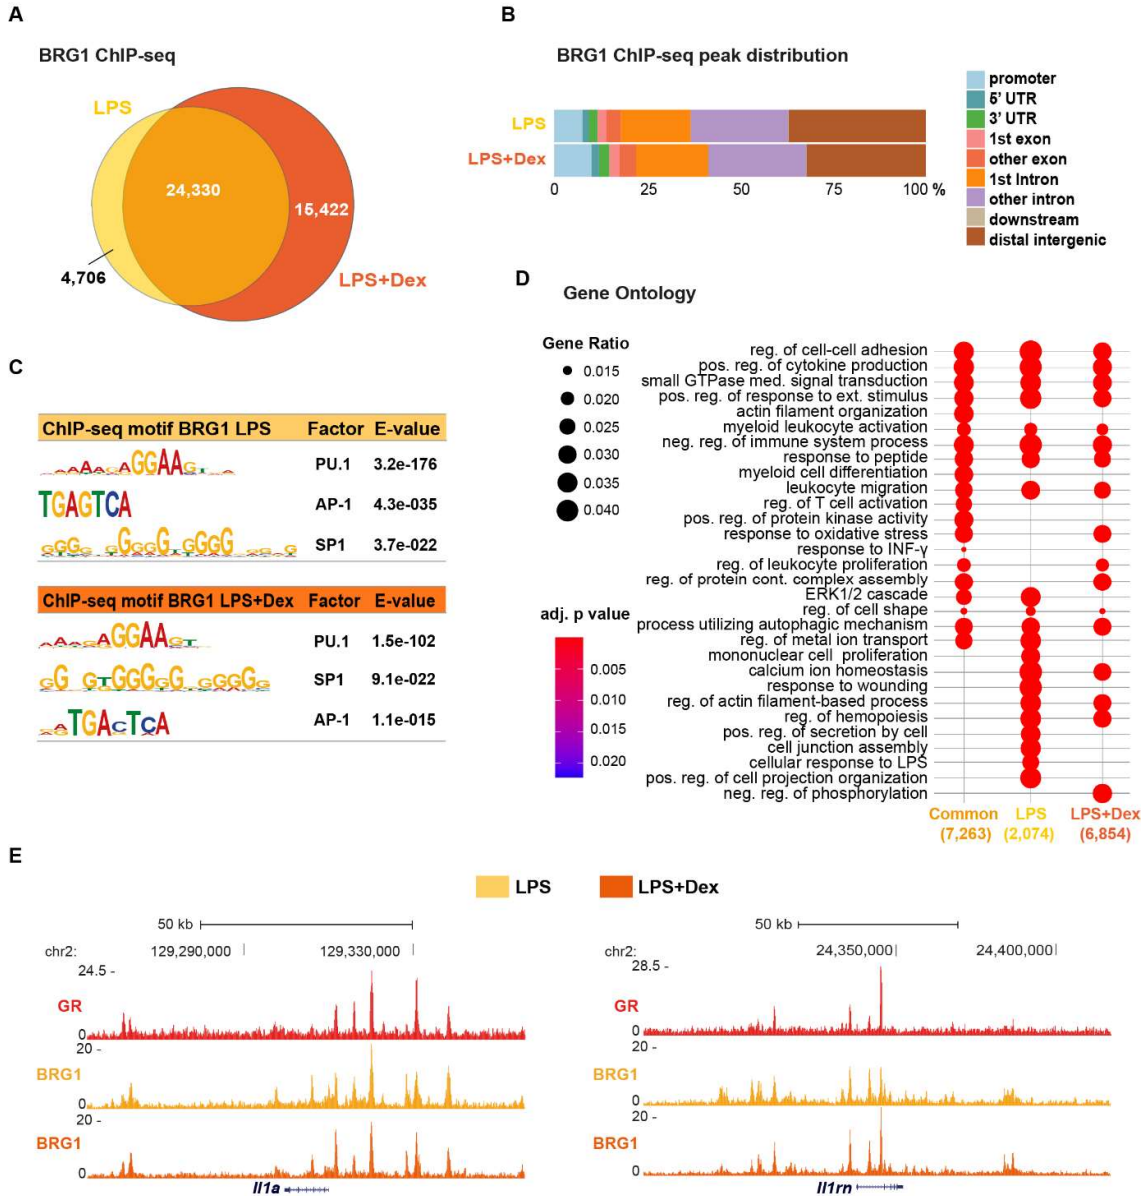 A
BRG1 ChIP-seq
LPS
24,330
15,422
4,706
LPS+Dex
B
BRG1 ChIP-seq peak distribution
LPS
LPS+Dex
0 25 50 75 100 %
promoter
5' UTR
3' UTR
1st exon
other exon
1st Intron
other intron
downstream
distal intergenic
C
ChIP-seq motif BRG1 LPS Factor E-value
PU.1 3.2e-176
TGAGTCA AP-1 4.3e-035
SP1 3.7e-022
ChIP-seq motif BRG1 LPS+Dex Factor E-value
PU.1 1.5e-102
SP1 9.1e-022
AP-1 1.1e-015
D
Gene Ontology
Gene Ratio
0.015
0.020
0.025
0.030
0.035
0.040
adj. p value
0.005
0.010
0.015
0.020
reg. of cell-cell adhesion
pos. reg. of cytokine production
small GTPase med. signal transduction
pos. reg. of response to ext. stimulus
actin filament organization
myeloid leukocyte activation
neg. reg. of immune system process
response to peptide
myeloid cell differentiation
leukocyte migration
reg. of T cell activation
pos. reg. of protein kinase activity
response to oxidative stress
response to INF-γ
reg. of leukocyte proliferation
reg. of protein cont. complex assembly
ERK1/2 cascade
reg. of cell shape
process utilizing autophagic mechanism
reg. of metal ion transport
mononuclear cell proliferation
calcium ion homeostasis
response to wounding
reg. of actin filament-based process
reg. of hemopoiesis
pos. reg. of secretion by cell
cell junction assembly
cellular response to LPS
pos. reg. of cell projection organization
neg. reg. of phosphorylation
Common LPS LPS+Dex
(7,263) (2,074) (6,854)
E
LPS LPS+Dex
50 kb
chr2: 129,290,000 129,330,000
24.5 -
GR
0
20 -
BRG1
0
20 -
BRG1
0
Il1a
50 kb
chr2: 24,350,000 24,400,000
28.5 -
GR
0
20 -
BRG1
0
20 -
BRG1
0
Il1rn